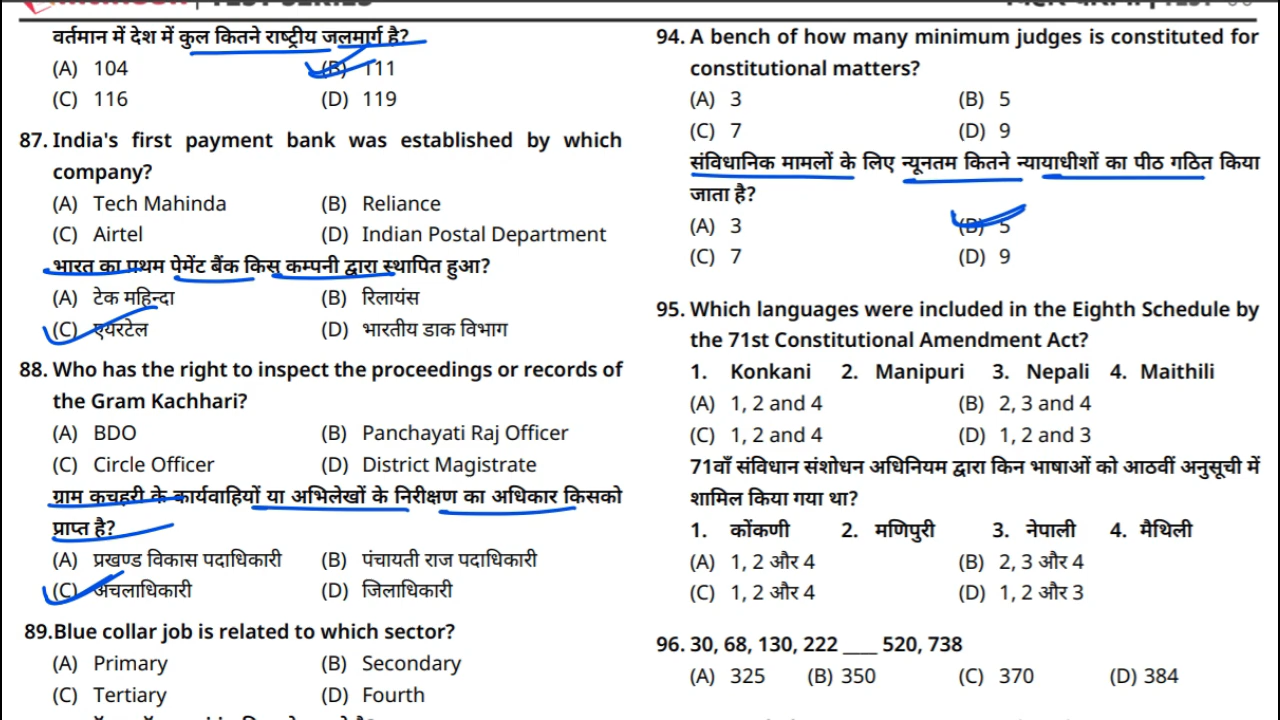 वर्तमान में देश में कुल कितने राष्ट्रीय जलमार्ग है?
(A) 104 (B) 111
(C) 116 (D) 119
87. India's first payment bank was established by which
company?
(A) Tech Mahinda (B) Reliance
(C) Airtel (D) Indian Postal Department
भारत का प्रथम पेमेंट बैंक किस कम्पनी द्वारा स्थापित हुआ?
(A) टेक महिन्दा (B) रिलायंस
(C) एयरटेल (D) भारतीय डाक विभाग
88. Who has the right to inspect the proceedings or records of
the Gram Kachhari?
(A) BDO (B) Panchayati Raj Officer
(C) Circle Officer (D) District Magistrate
ग्राम कचहरी के कार्यवाहियों या अभिलेखों के निरीक्षण का अधिकार किसको
प्राप्त है?
(A) प्रखण्ड विकास पदाधिकारी (B) पंचायती राज पदाधिकारी
(C) अंचलाधिकारी (D) जिलाधिकारी
89.Blue collar job is related to which sector?
(A) Primary (B) Secondary
(C) Tertiary (D) Fourth
94. A bench of how many minimum judges is constituted for
constitutional matters?
(A) 3 (B) 5
(C) 7 (D) 9
संविधानिक मामलों के लिए न्यूनतम कितने न्यायाधीशों का पीठ गठित किया
जाता है?
(A) 3 (B) 5
(C) 7 (D) 9
95. Which languages were included in the Eighth Schedule by
the 71st Constitutional Amendment Act?
1. Konkani 2. Manipuri 3. Nepali 4. Maithili
(A) 1, 2 and 4 (B) 2, 3 and 4
(C) 1, 2 and 4 (D) 1, 2 and 3
71वाँ संविधान संशोधन अधिनियम द्वारा किन भाषाओं को आठवीं अनुसूची में
शामिल किया गया था?
1. कोंकणी 2. मणिपुरी 3. नेपाली 4. मैथिली
(A) 1, 2 और 4 (B) 2, 3 और 4
(C) 1, 2 और 4 (D) 1, 2 और 3
96. 30, 68, 130, 222 ___ 520, 738
(A) 325 (B) 350 (C) 370 (D) 384